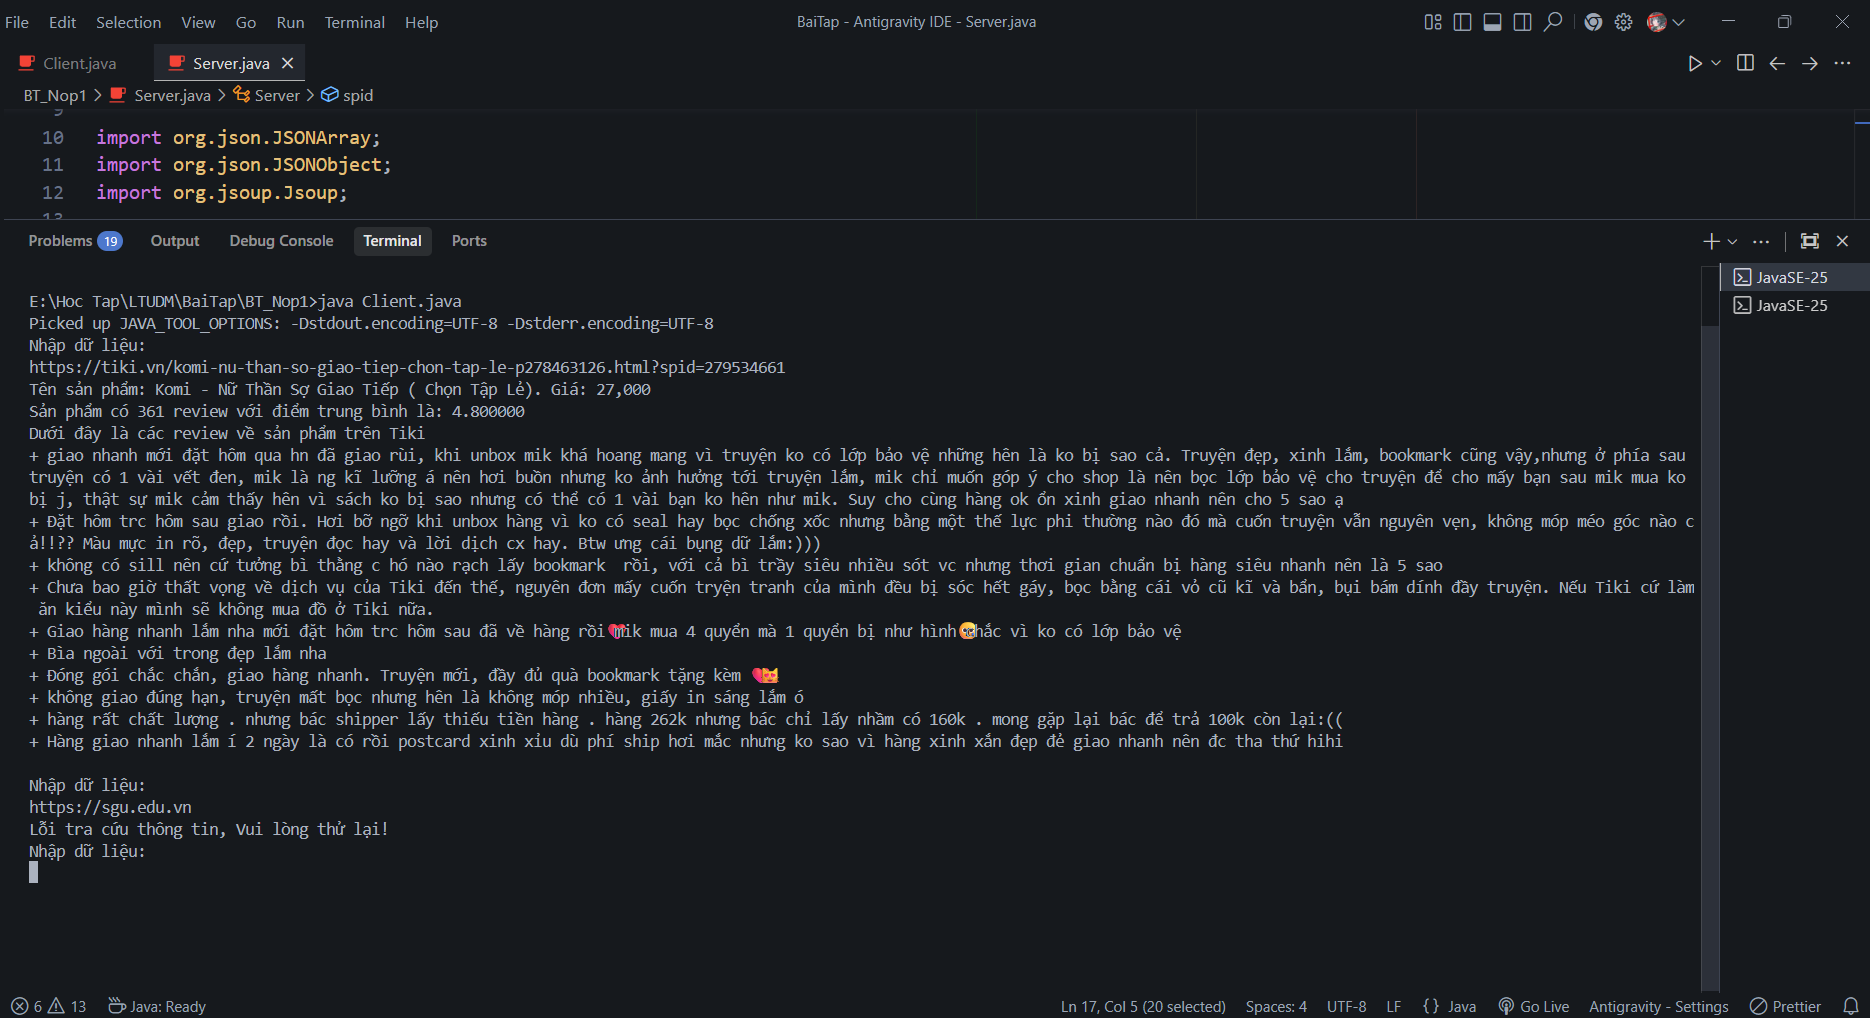 File Edit Selection View Go Run Terminal Help
BaiTap - Antigravity IDE - Server.java
Client.java
Server.java
BT_Nop1 > Server.java > Server > spid
9
10 import org.json.JSONArray;
11 import org.json.JSONObject;
12 import org.jsoup.Jsoup;
13
Problems 19 Output Debug Console Terminal Ports
JavaSE-25
JavaSE-25
E:\Hoc Tap\LTUDM\BaiTap\BT_Nop1>java Client.java
Picked up JAVA_TOOL_OPTIONS: -Dstdout.encoding=UTF-8 -Dstderr.encoding=UTF-8
Nhập dữ liệu:
https://tiki.vn/komi-nu-than-so-giao-tiep-chon-tap-le-p278463126.html?spid=279534661
Tên sản phẩm: Komi - Nữ Thần Sợ Giao Tiếp ( Chọn Tập Lẻ). Giá: 27,000
Sản phẩm có 361 review với điểm trung bình là: 4.800000
Dưới đây là các review về sản phẩm trên Tiki
+ giao nhanh mới đặt hôm qua hn đã giao rùi, khi unbox mik khá hoang mang vì truyện ko có lớp bảo vệ những hên là ko bị sao cả. Truyện đẹp, xinh lắm, bookmark cũng vậy,nhưng ở phía sau
truyện có 1 vài vết đen, mik là ng kĩ lưỡng á nên hơi buồn nhưng ko ảnh hưởng tới truyện lắm, mik chỉ muốn góp ý cho shop là nên bọc lớp bảo vệ cho truyện để cho mấy bạn sau mik mua ko
bị j, thật sự mik cảm thấy hên vì sách ko bị sao nhưng có thể có 1 vài bạn ko hên như mik. Suy cho cùng hàng ok ổn xinh giao nhanh nên cho 5 sao ạ
+ Đặt hôm trc hôm sau giao rồi. Hơi bỡ ngỡ khi unbox hàng vì ko có seal hay bọc chống xốc nhưng bằng một thế lực phi thường nào đó mà cuốn truyện vẫn nguyên vẹn, không móp méo góc nào c
ả!!?? Màu mực in rõ, đẹp, truyện đọc hay và lời dịch cx hay. Btw ưng cái bụng dữ lắm:)))
+ không có sill nên cứ tưởng bì thằng c hó nào rạch lấy bookmark  rồi, với cả bì trầy siêu nhiều sót vc nhưng thơi gian chuẩn bị hàng siêu nhanh nên là 5 sao
+ Chưa bao giờ thất vọng về dịch vụ của Tiki đến thế, nguyên đơn mấy cuốn tryện tranh của mình đều bị sóc hết gáy, bọc bằng cái vỏ cũ kĩ và bẩn, bụi bám dính đầy truyện. Nếu Tiki cứ làm
ăn kiểu này mình sẽ không mua đồ ở Tiki nữa.
+ Giao hàng nhanh lắm nha mới đặt hôm trc hôm sau đã về hàng rồi💘mik mua 4 quyển mà 1 quyển bị như hình🥲chắc vì ko có lớp bảo vệ
+ Bìa ngoài với trong đẹp lắm nha
+ Đóng gói chắc chắn, giao hàng nhanh. Truyện mới, đầy đủ quà bookmark tặng kèm ❤😻
+ không giao đúng hạn, truyện mất bọc nhưng hên là không móp nhiều, giấy in sáng lắm ó
+ hàng rất chất lượng . nhưng bác shipper lấy thiếu tiền hàng . hàng 262k nhưng bác chỉ lấy nhầm có 160k . mong gặp lại bác để trả 100k còn lại:((
+ Hàng giao nhanh lắm í 2 ngày là có rồi postcard xinh xỉu dù phí ship hơi mắc nhưng ko sao vì hàng xinh xắn đẹp đẻ giao nhanh nên đc tha thứ hihi
Nhập dữ liệu:
https://sgu.edu.vn
Lỗi tra cứu thông tin, Vui lòng thử lại!
Nhập dữ liệu:
6 13 Java: Ready
Ln 17, Col 5 (20 selected) Spaces: 4 UTF-8 LF {} Java Go Live Antigravity - Settings Prettier